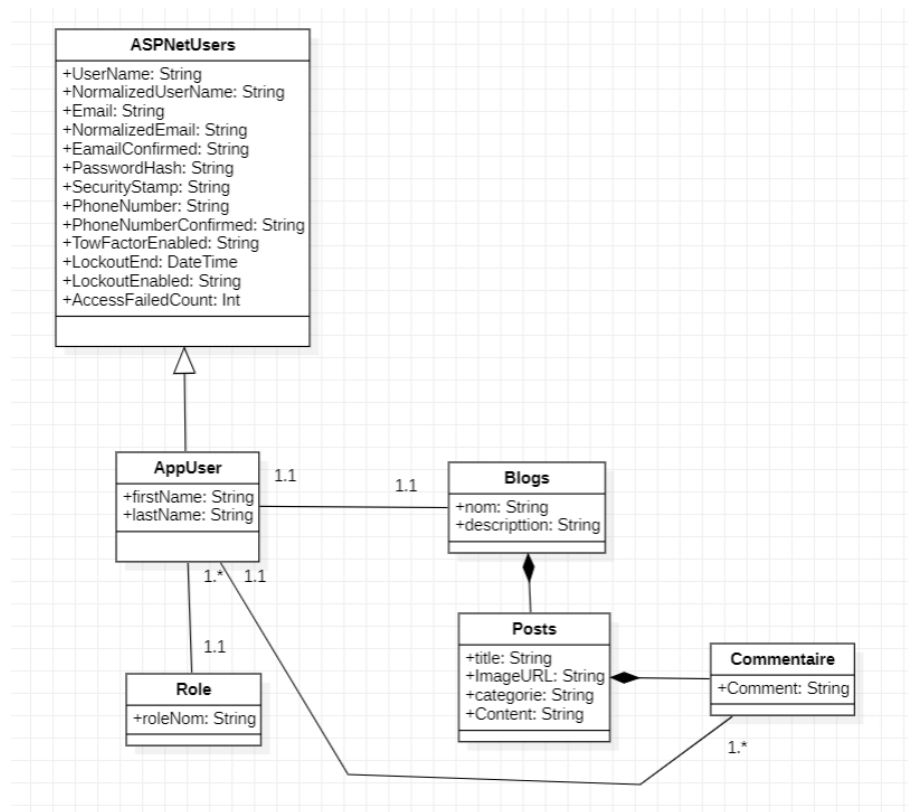 ASPNetUsers
+UserName: String
+NormalizedUserName: String
+Email: String
+NormalizedEmail: String
+EamailConfirmed: String
+PasswordHash: String
+SecurityStamp: String
+PhoneNumber: String
+PhoneNumberConfirmed: String
+TowFactorEnabled: String
+LockoutEnd: DateTime
+LockoutEnabled: String
+AccessFailedCount: Int
AppUser
+firstName: String
+lastName: String
1.1
1.1
Blogs
+nom: String
+descripttion: String
1.*
1.1
1.1
Role
+roleNom: String
Posts
+title: String
+ImageURL: String
+categorie: String
+Content: String
Commentaire
+Comment: String
1.*